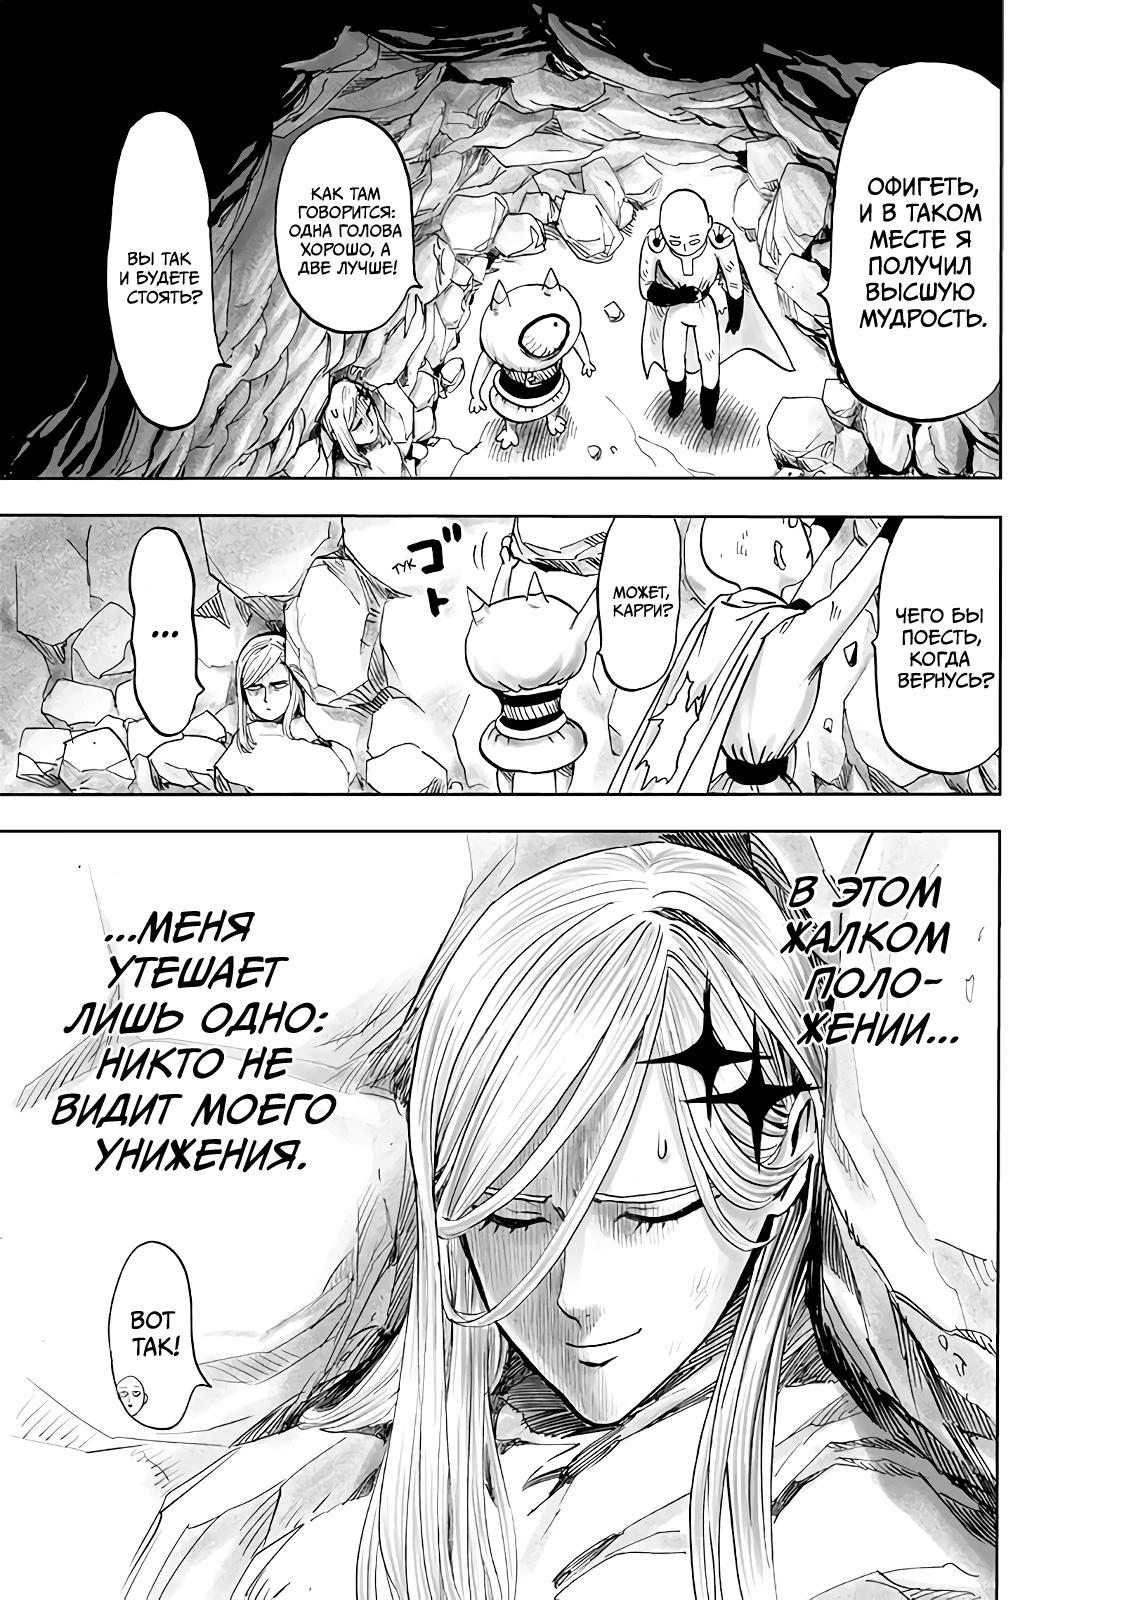 ОФИГЕТЬ,
И В ТАКОМ
МЕСТЕ Я
ПОЛУЧИЛ
ВЫСШУЮ
МУДРОСТЬ.
КАК ТАМ
ГОВОРИТСЯ:
ОДНА ГОЛОВА
ХОРОШО, А
ДВЕ ЛУЧШЕ!
ВЫ ТАК
И БУДЕТЕ
СТОЯТЬ?
ЧЕГО БЫ
ПОЕСТЬ,
КОГДА
ВЕРНУСЬ?
МОЖЕТ,
КАРРИ?
ゴト
ТУК
...
В ЭТОМ
ЖАЛКОМ
ПОЛО-
ЖЕНИИ...
...МЕНЯ
УТЕШАЕТ
ЛИШЬ ОДНО:
НИКТО НЕ
ВИДИТ МОЕГО
УНИЖЕНИЯ.
ВОТ
ТАК!